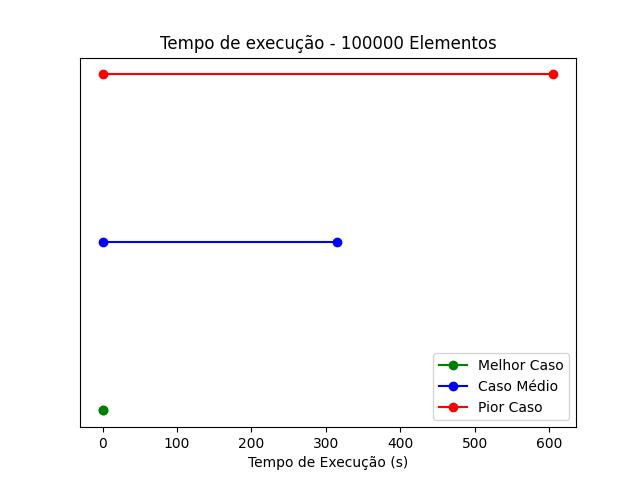 Tempo de execução - 100000 Elementos
Melhor Caso
Caso Médio
Pior Caso
0 100 200 300 400 500 600
Tempo de Execução (s)